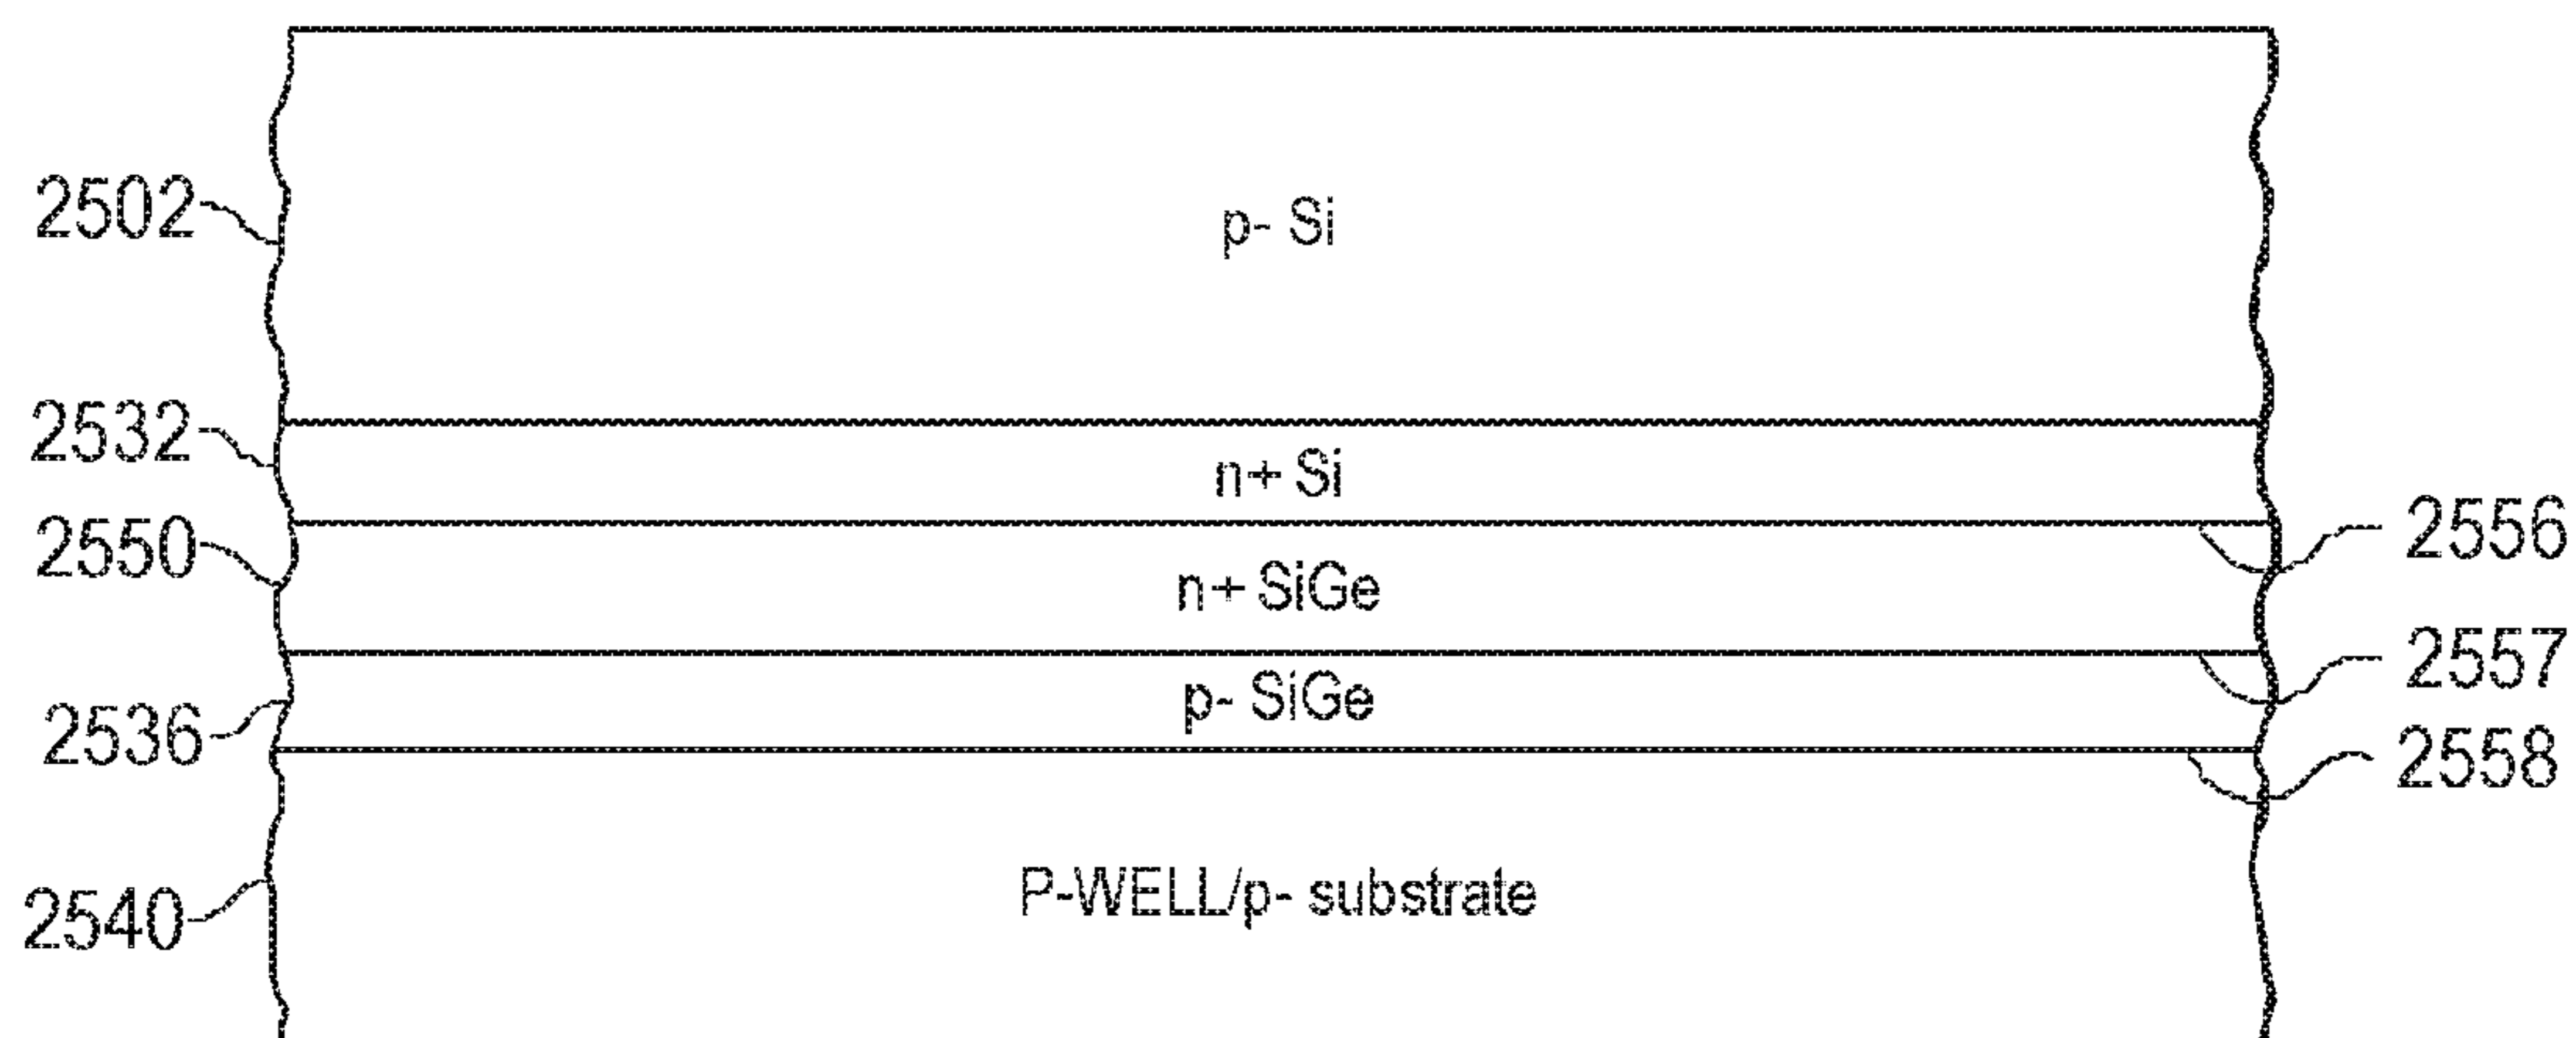 2502
p- Si
2532
n+ Si
2556
2550
n+ SiGe
2557
p- SiGe
2536
2558
P-WELL/p- substrate
2540